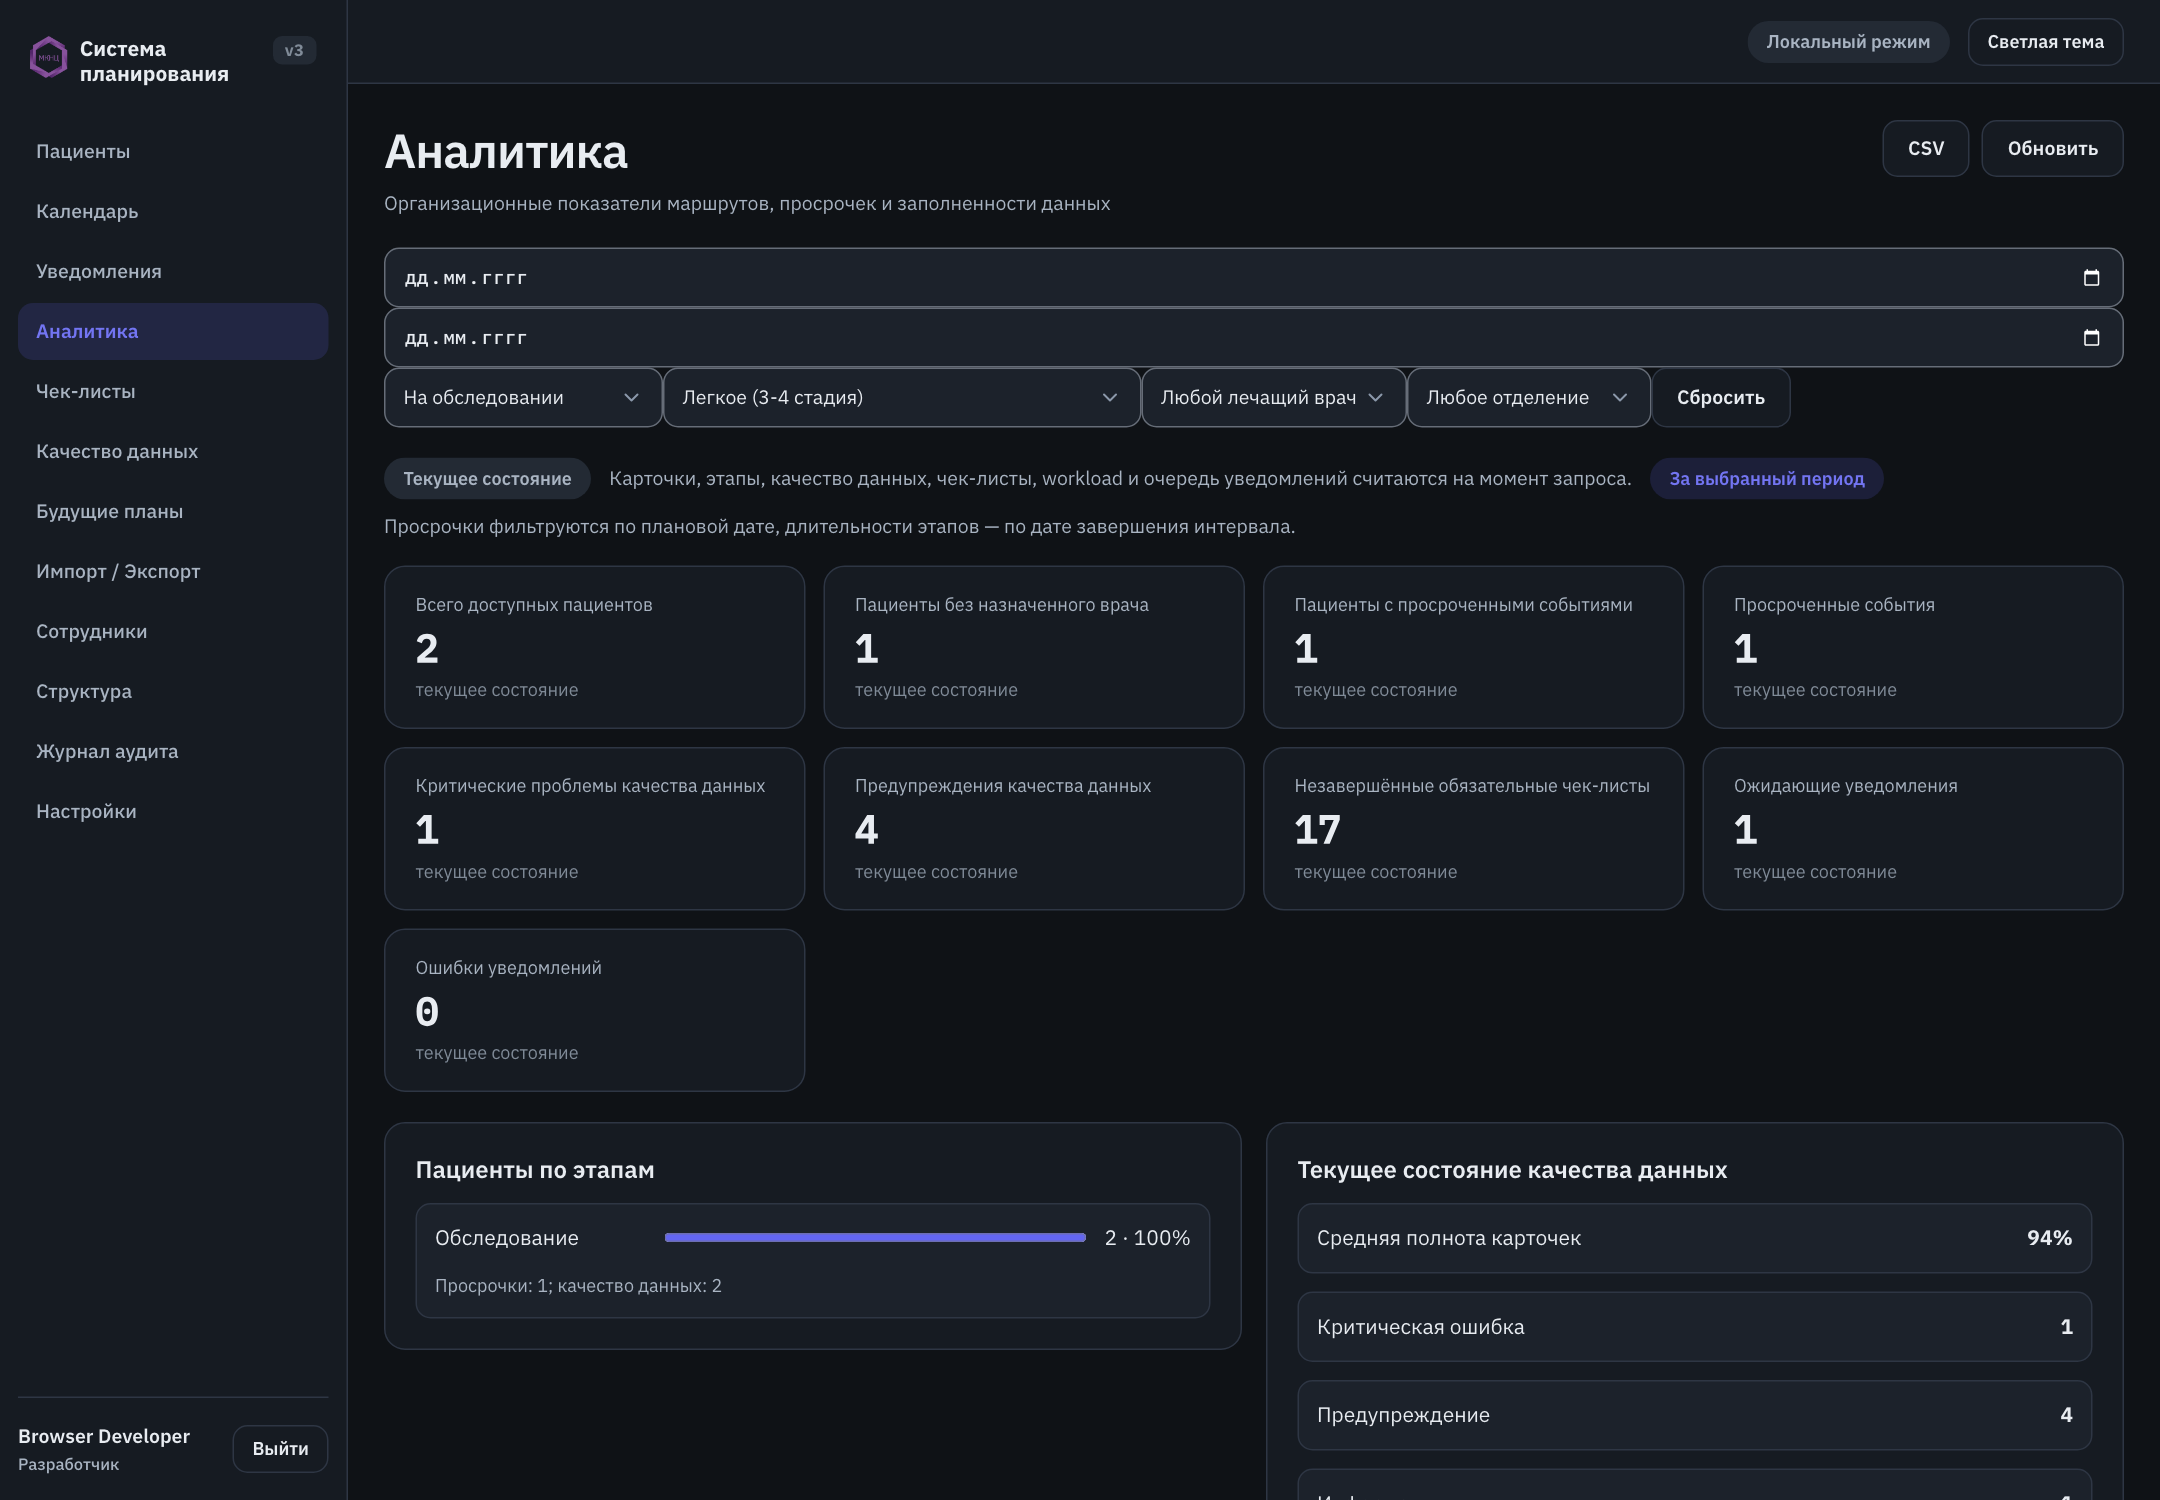 Система
планирования
v3
Пациенты
Календарь
Уведомления
Аналитика
Чек-листы
Качество данных
Будущие планы
Импорт / Экспорт
Сотрудники
Структура
Журнал аудита
Настройки
Browser Developer
Разработчик
Выйти
Локальный режим
Светлая тема
Аналитика
CSV
Обновить
Организационные показатели маршрутов, просрочек и заполненности данных
дд.мм.гггг
дд.мм.гггг
На обследовании
Легкое (3-4 стадия)
Любой лечащий врач
Любое отделение
Сбросить
Текущее состояние
Карточки, этапы, качество данных, чек-листы, workload и очередь уведомлений считаются на момент запроса.
За выбранный период
Просрочки фильтруются по плановой дате, длительности этапов — по дате завершения интервала.
Всего доступных пациентов
2
текущее состояние
Пациенты без назначенного врача
1
текущее состояние
Пациенты с просроченными событиями
1
текущее состояние
Просроченные события
1
текущее состояние
Критические проблемы качества данных
1
текущее состояние
Предупреждения качества данных
4
текущее состояние
Незавершённые обязательные чек-листы
17
текущее состояние
Ожидающие уведомления
1
текущее состояние
Ошибки уведомлений
0
текущее состояние
Пациенты по этапам
Обследование
2 · 100%
Просрочки: 1; качество данных: 2
Текущее состояние качества данных
Средняя полнота карточек
94%
Критическая ошибка
1
Предупреждение
4